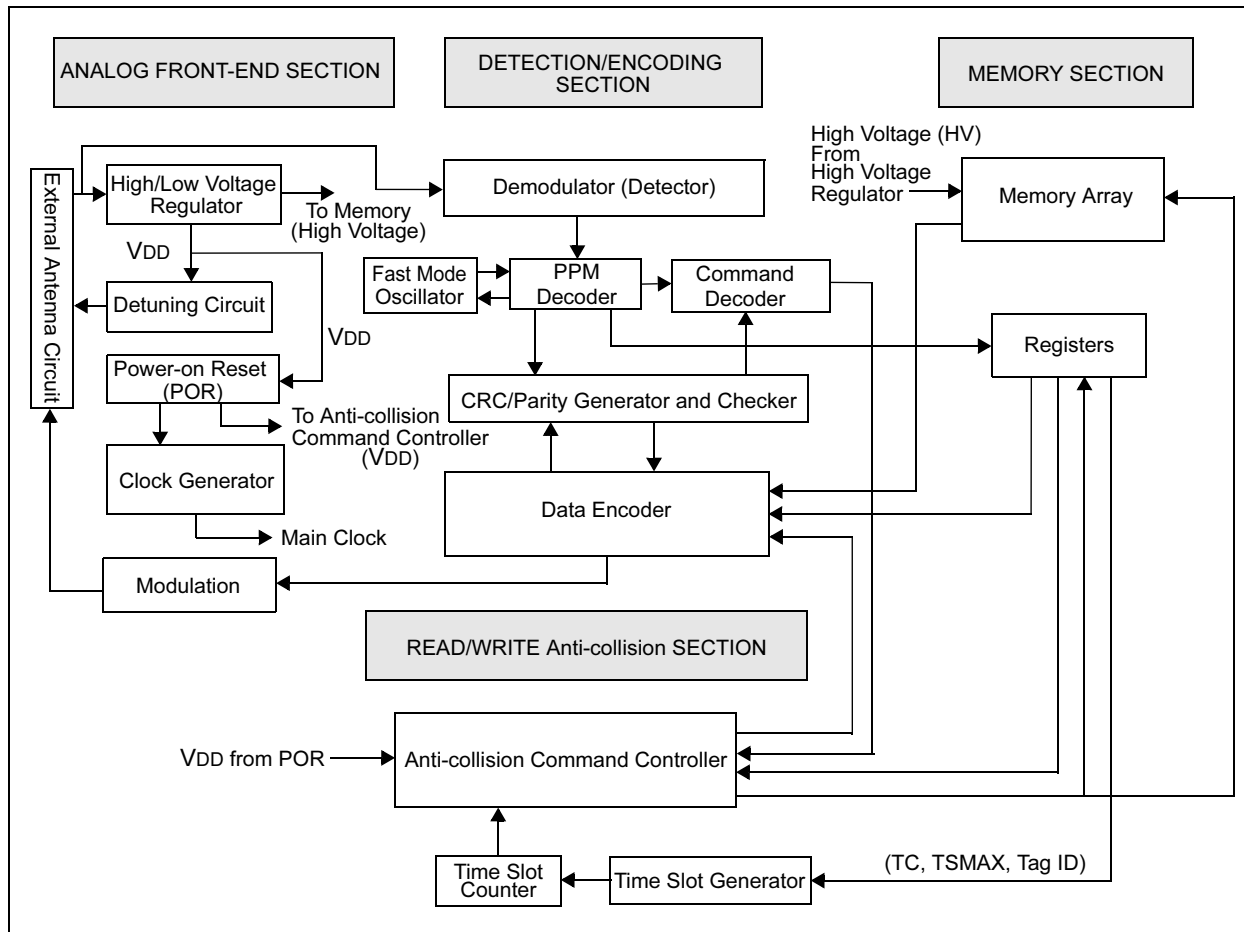 ANALOG FRONT-END SECTION
DETECTION/ENCODING
SECTION
MEMORY SECTION
External Antenna Circuit
High/Low Voltage
Regulator
To Memory
(High Voltage)
VDD
Detuning Circuit
VDD
Power-on Reset
(POR)
To Anti-collision
Command Controller
(VDD)
Clock Generator
Main Clock
Modulation
Demodulator (Detector)
Fast Mode
Oscillator
PPM
Decoder
Command
Decoder
CRC/Parity Generator and Checker
Data Encoder
High Voltage (HV)
From
High Voltage
Regulator
Memory Array
Registers
READ/WRITE Anti-collision SECTION
VDD from POR
Anti-collision Command Controller
Time Slot
Counter
Time Slot Generator
(TC, TSMAX, Tag ID)